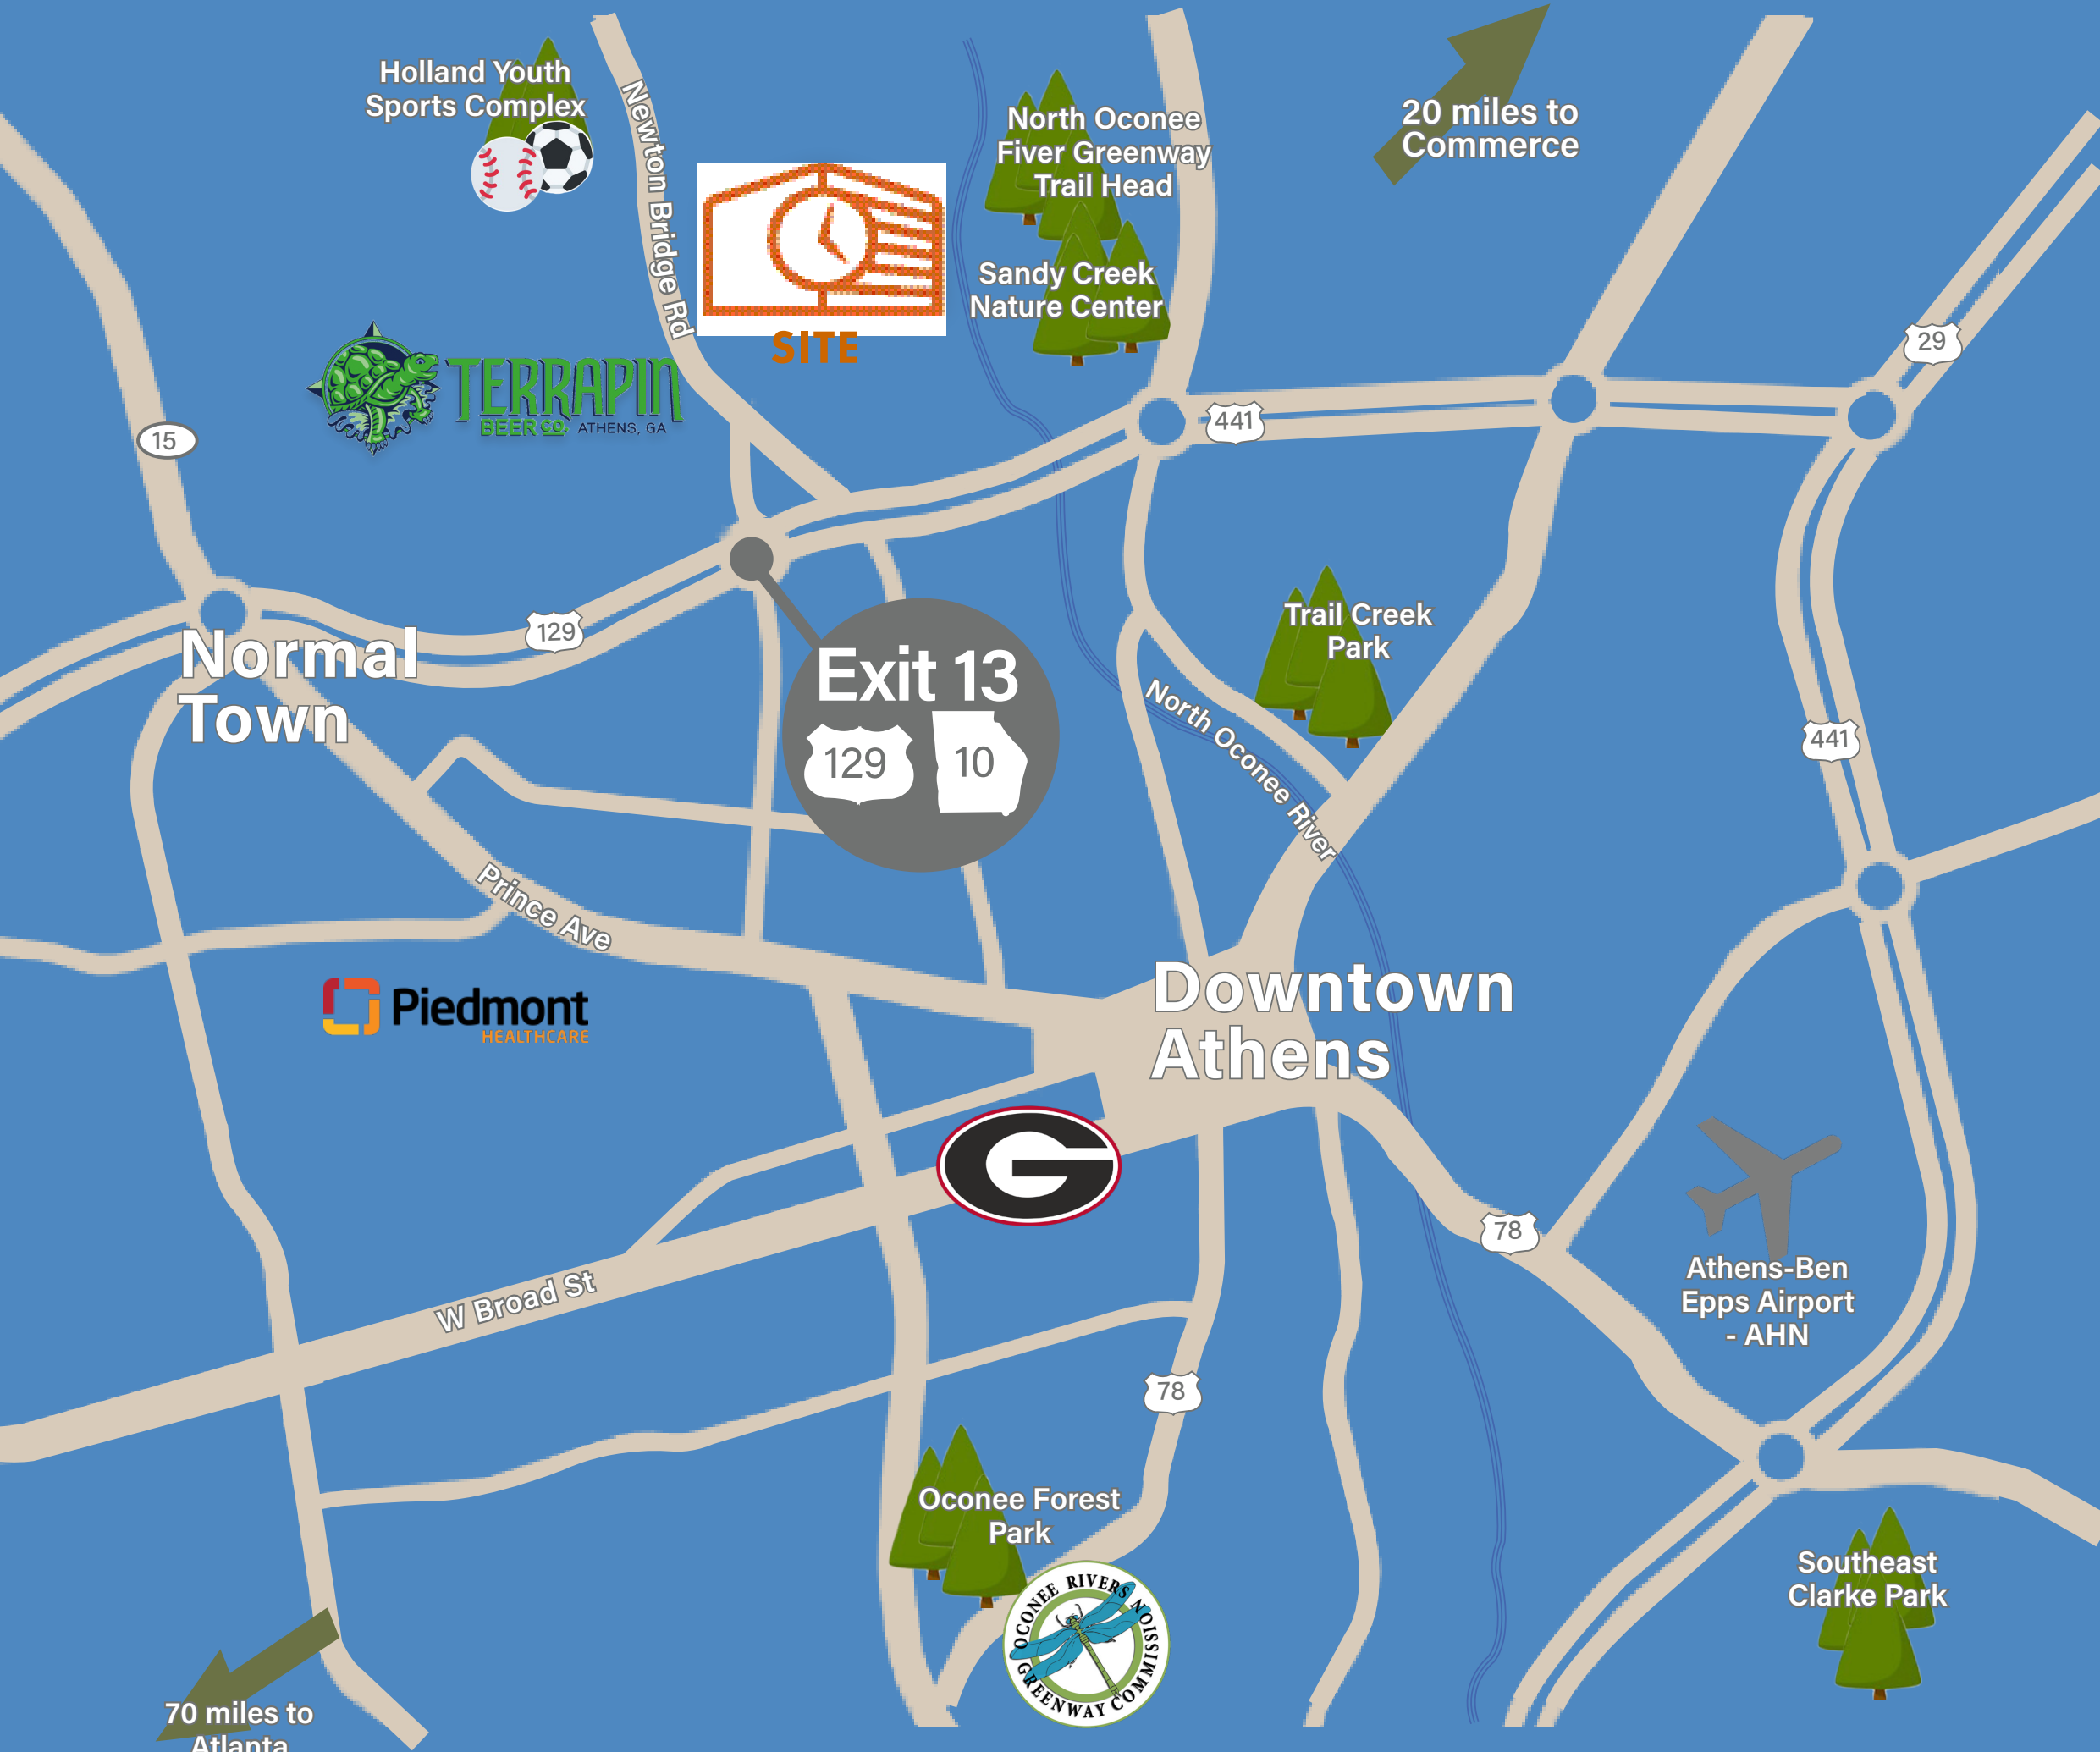 Holland Youth
Sports Complex
Newton Bridge Rd
North Oconee
Fiver Greenway
Trail Head
20 miles to
Commerce
Sandy Creek
Nature Center
SITE
29
TERRAPIN
BEER CO. ATHENS, GA
441
15
Normal
Town
129
Exit 13
129
10
Trail Creek
Park
North Oconee River
441
Prince Ave
Piedmont
HEALTHCARE
Downtown
Athens
G
78
Athens-Ben
Epps Airport
- AHN
W Broad St
78
Oconee Forest
Park
OCONEE RIVERS
GREENWAY COMMISSION
Southeast
Clarke Park
70 miles to
Atlanta